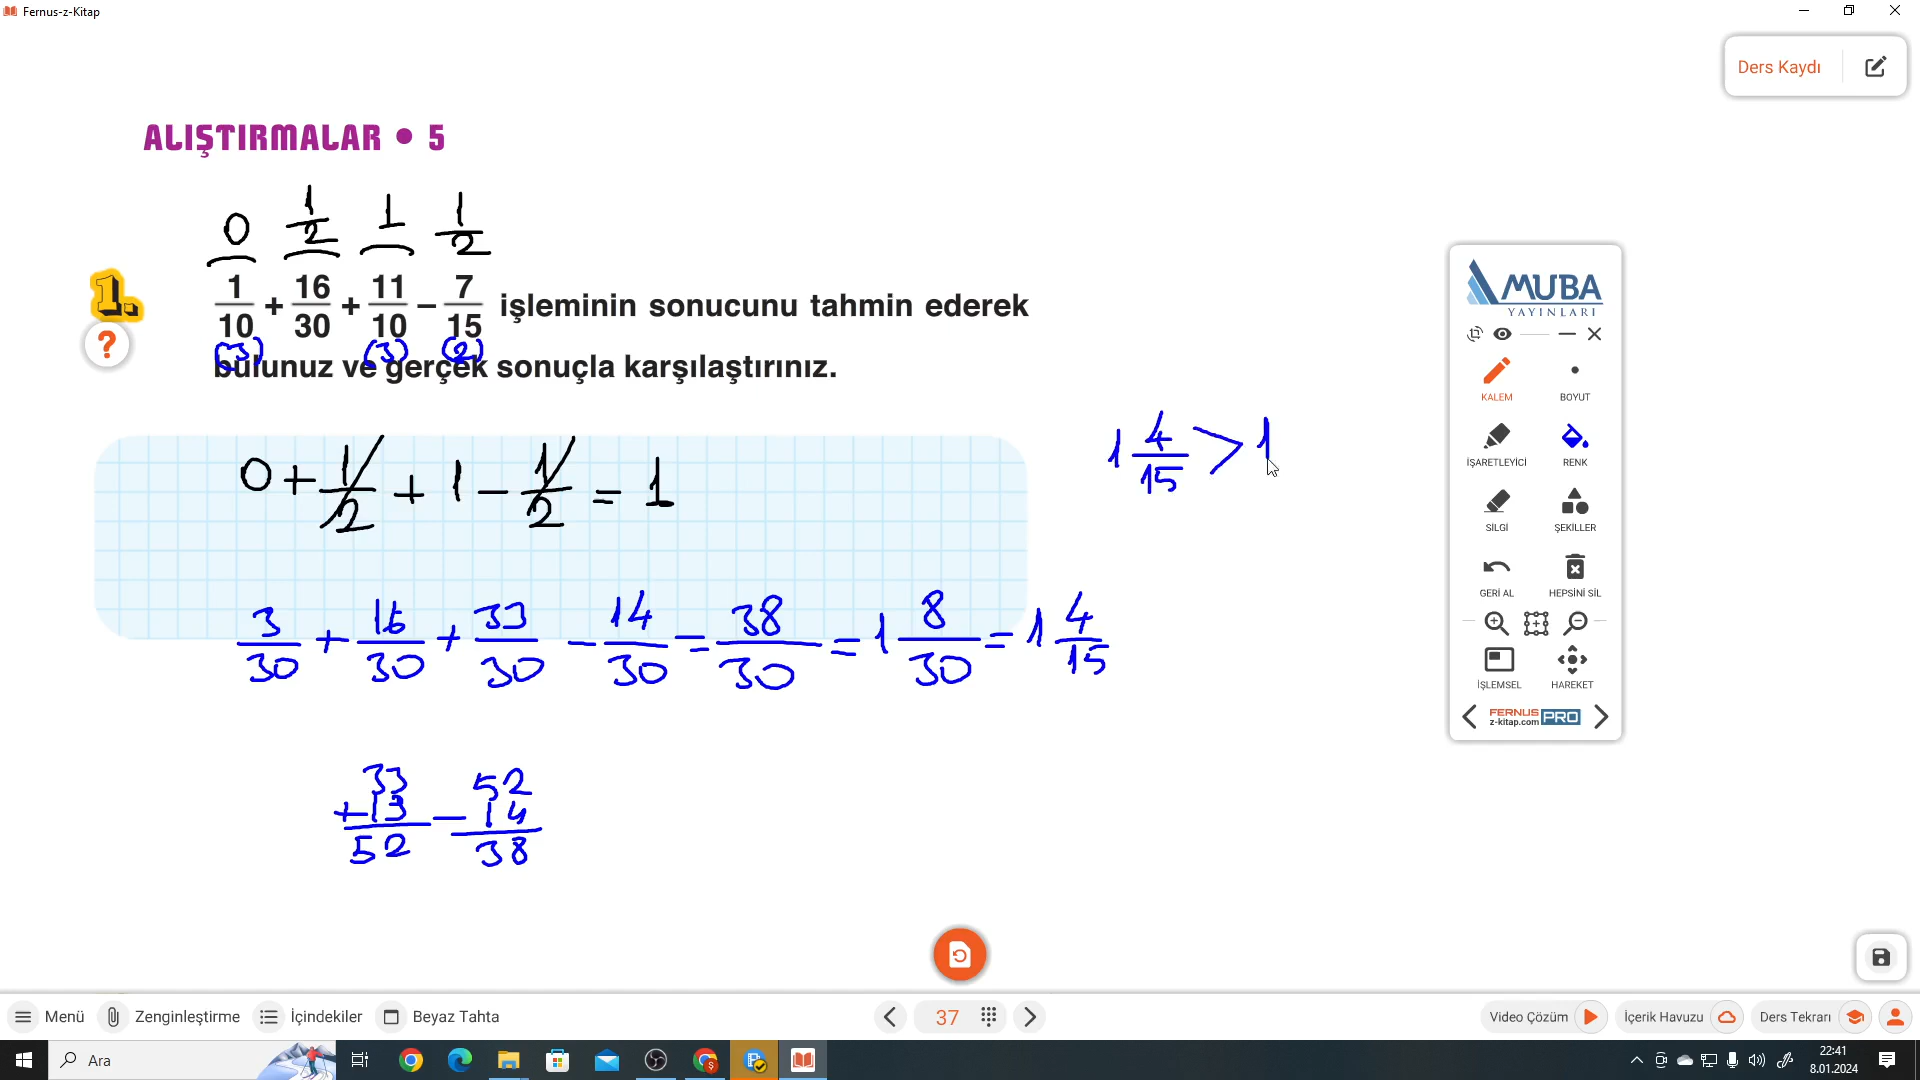 Fernus-z-Kitap
Ders Kaydı
ALIŞTIRMALAR • 5
0 1/2 1 1/2
1. 1/10 + 16/30 + 11/10 − 7/15 işleminin sonucunu tahmin ederek
?
(3) (3) (2)
bulunuz ve gerçek sonuçla karşılaştırınız.
0 + 1/2 + 1 − 1/2 = 1
1 4/15 > 1
3/30 + 16/30 + 33/30 − 14/30 = 38/30 = 1 8/30 = 1 4/15
33 52
+13 − 14
52 38
MUBA
YAYINLARI
KALEM BOYUT
İŞARETLEYİCİ RENK
SİLGİ ŞEKİLLER
GERİ AL HEPSİNİ SİL
İŞLEMSEL HAREKET
FERNUS PRO
z-kitap.com
Menü Zenginleştirme İçindekiler Beyaz Tahta 37 Video Çözüm İçerik Havuzu Ders Tekrarı
Ara
22:41
8.01.2024